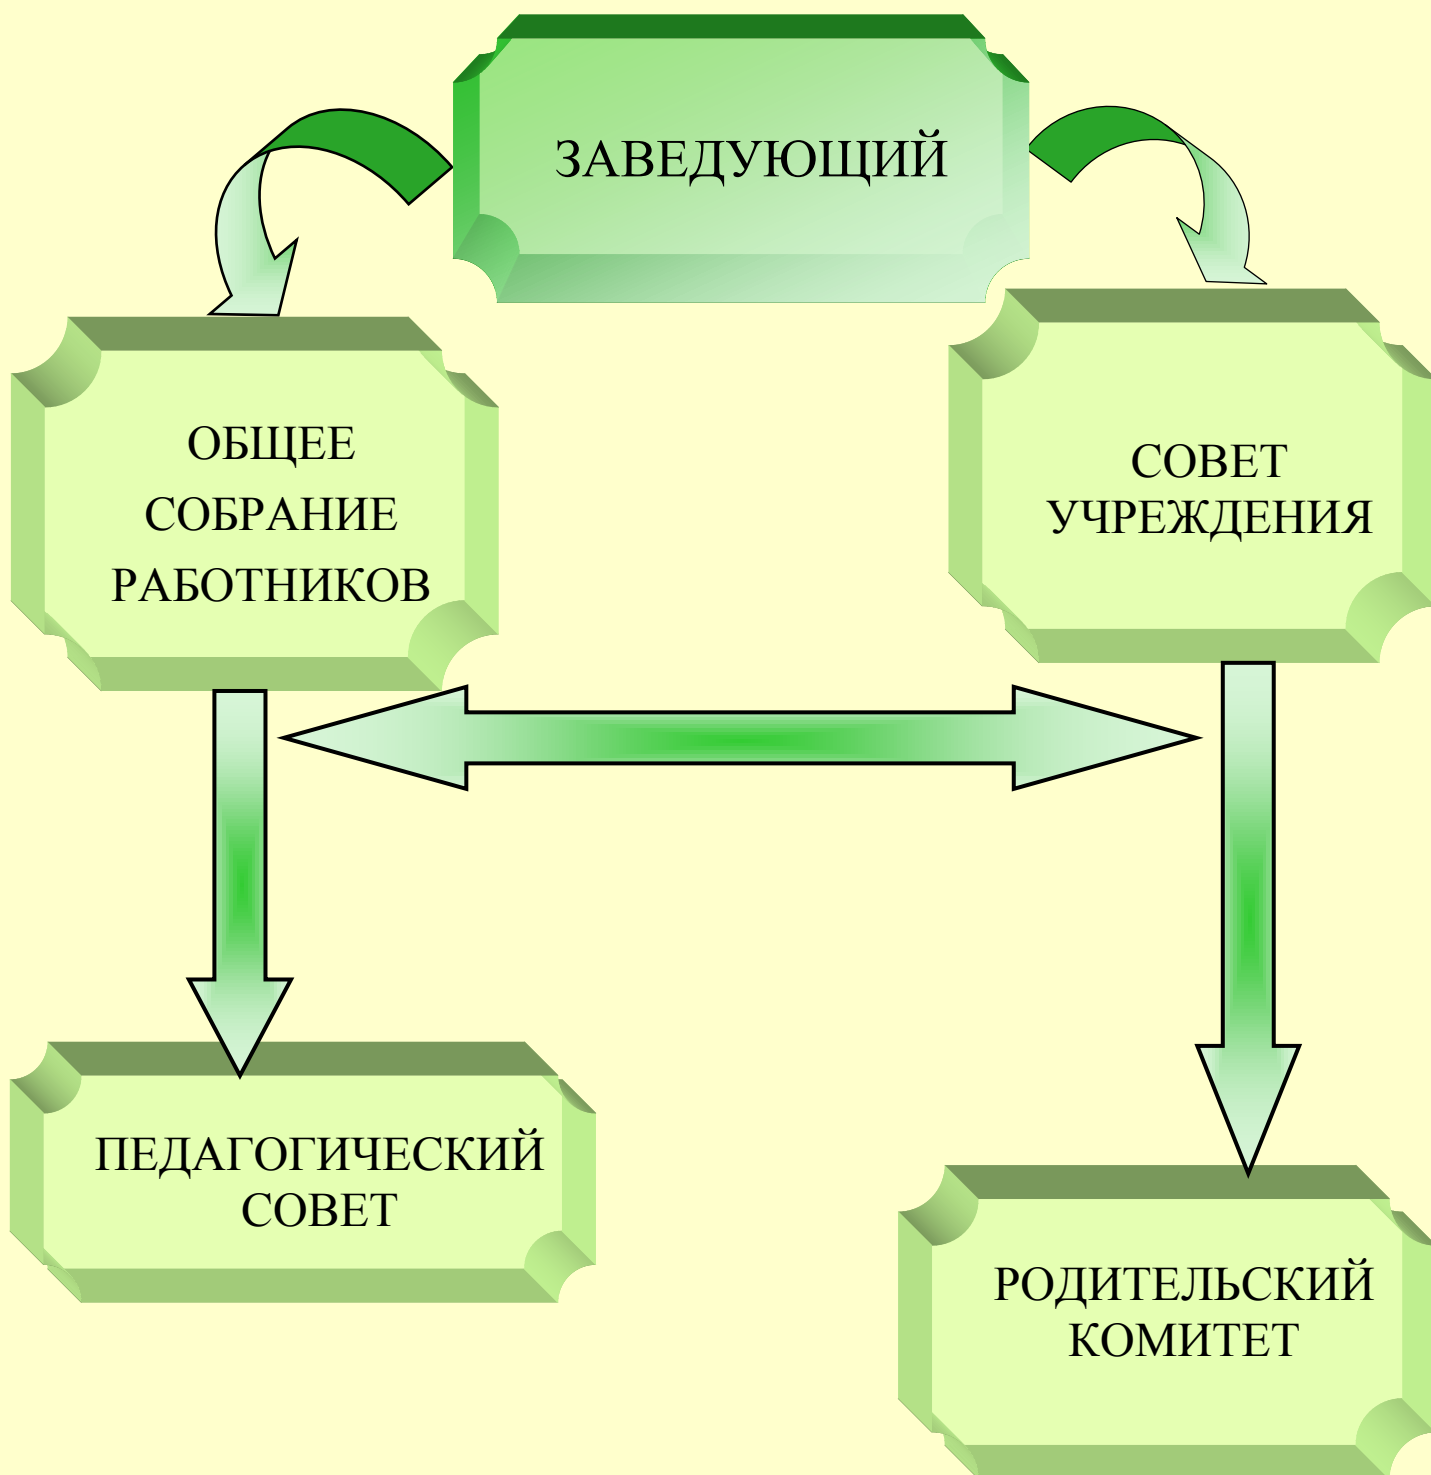 ЗАВЕДУЮЩИЙ
ОБЩЕЕ
СОБРАНИЕ
РАБОТНИКОВ
СОВЕТ
УЧРЕЖДЕНИЯ
ПЕДАГОГИЧЕСКИЙ
СОВЕТ
РОДИТЕЛЬСКИЙ
КОМИТЕТ